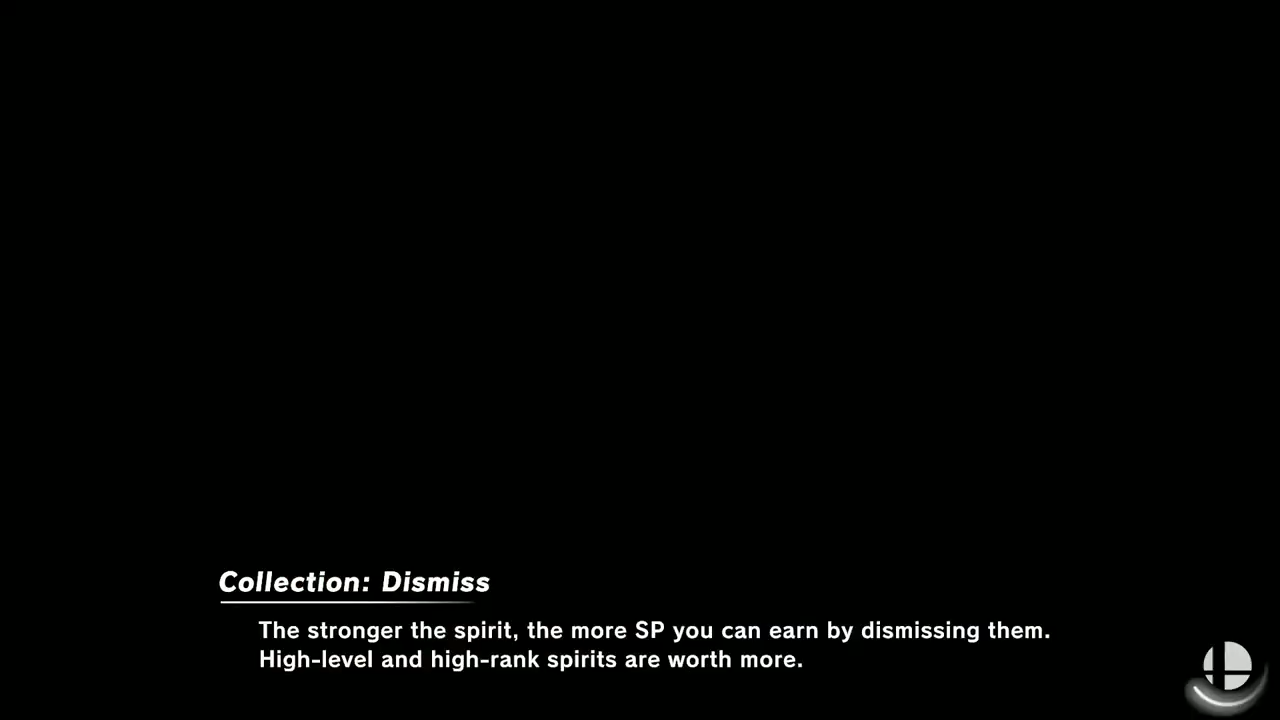 Collection: Dismiss
The stronger the spirit, the more SP you can earn by dismissing them.
High-level and high-rank spirits are worth more.